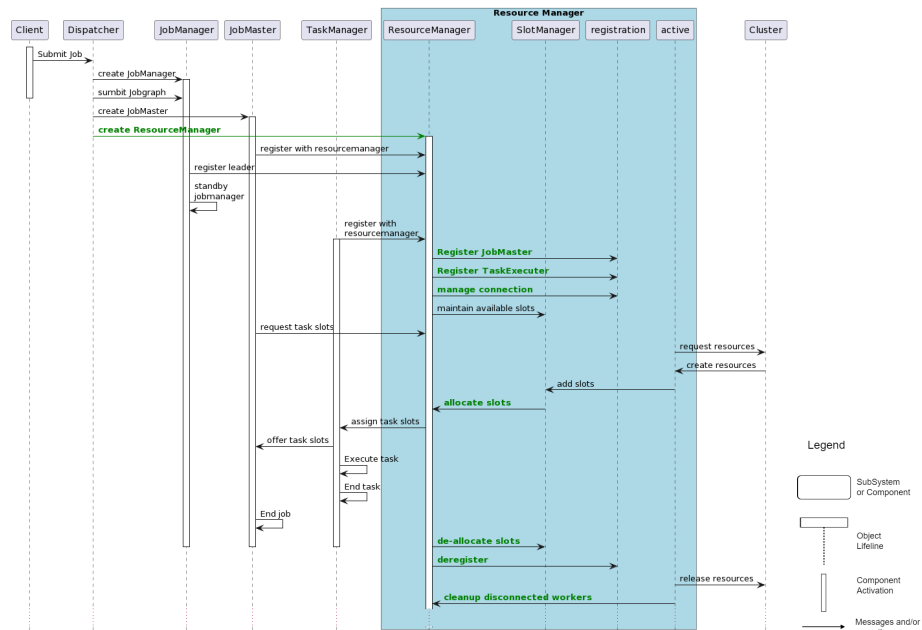 Resource Manager
Client
Dispatcher
JobManager
JobMaster
TaskManager
ResourceManager
SlotManager
registration
active
Cluster
Submit Job
create JobManager
sumbit Jobgraph
create JobMaster
create ResourceManager
register with resourcemanager
register leader
standby
jobmanager
register with
resourcemanager
Register JobMaster
Register TaskExecuter
manage connection
maintain available slots
request task slots
request resources
create resources
add slots
allocate slots
assign task slots
offer task slots
Execute task
End task
End job
de-allocate slots
deregister
release resources
cleanup disconnected workers
Legend
SubSystem
or Component
Object
Lifeline
Component
Activation
Messages and/or